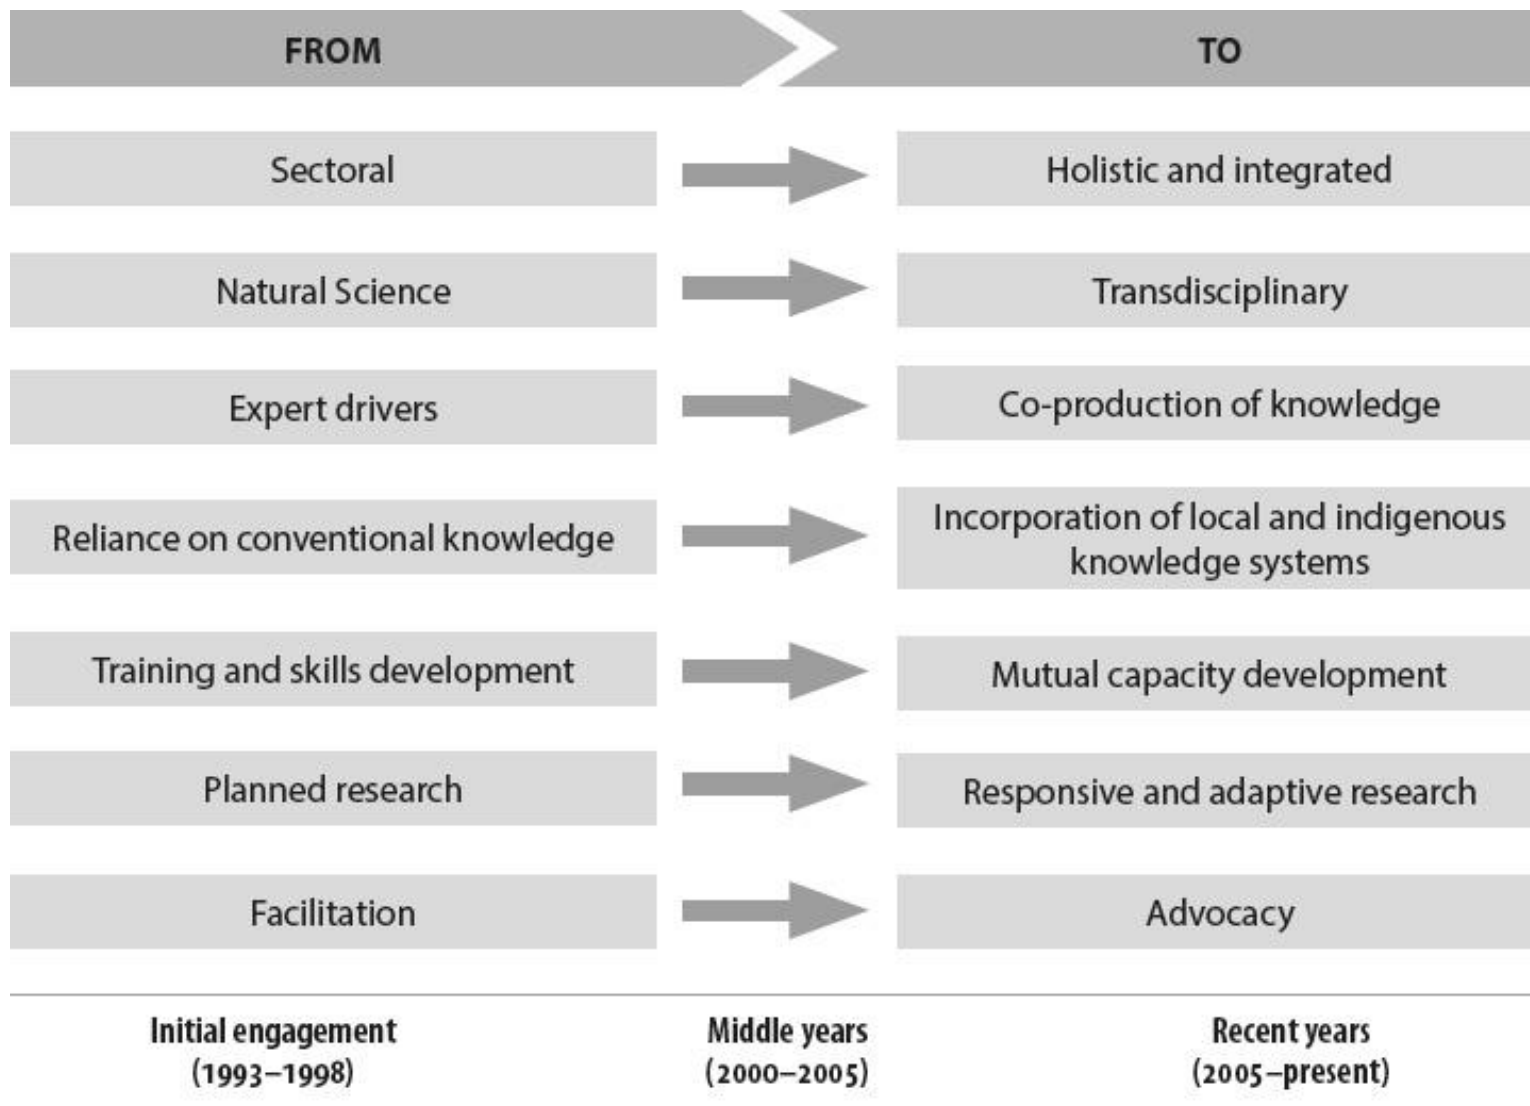 FROM
TO
Sectoral
Holistic and integrated
Natural Science
Transdisciplinary
Expert drivers
Co-production of knowledge
Reliance on conventional knowledge
Incorporation of local and indigenous
knowledge systems
Training and skills development
Mutual capacity development
Planned research
Responsive and adaptive research
Facilitation
Advocacy
Initial engagement
(1993–1998)
Middle years
(2000–2005)
Recent years
(2005–present)